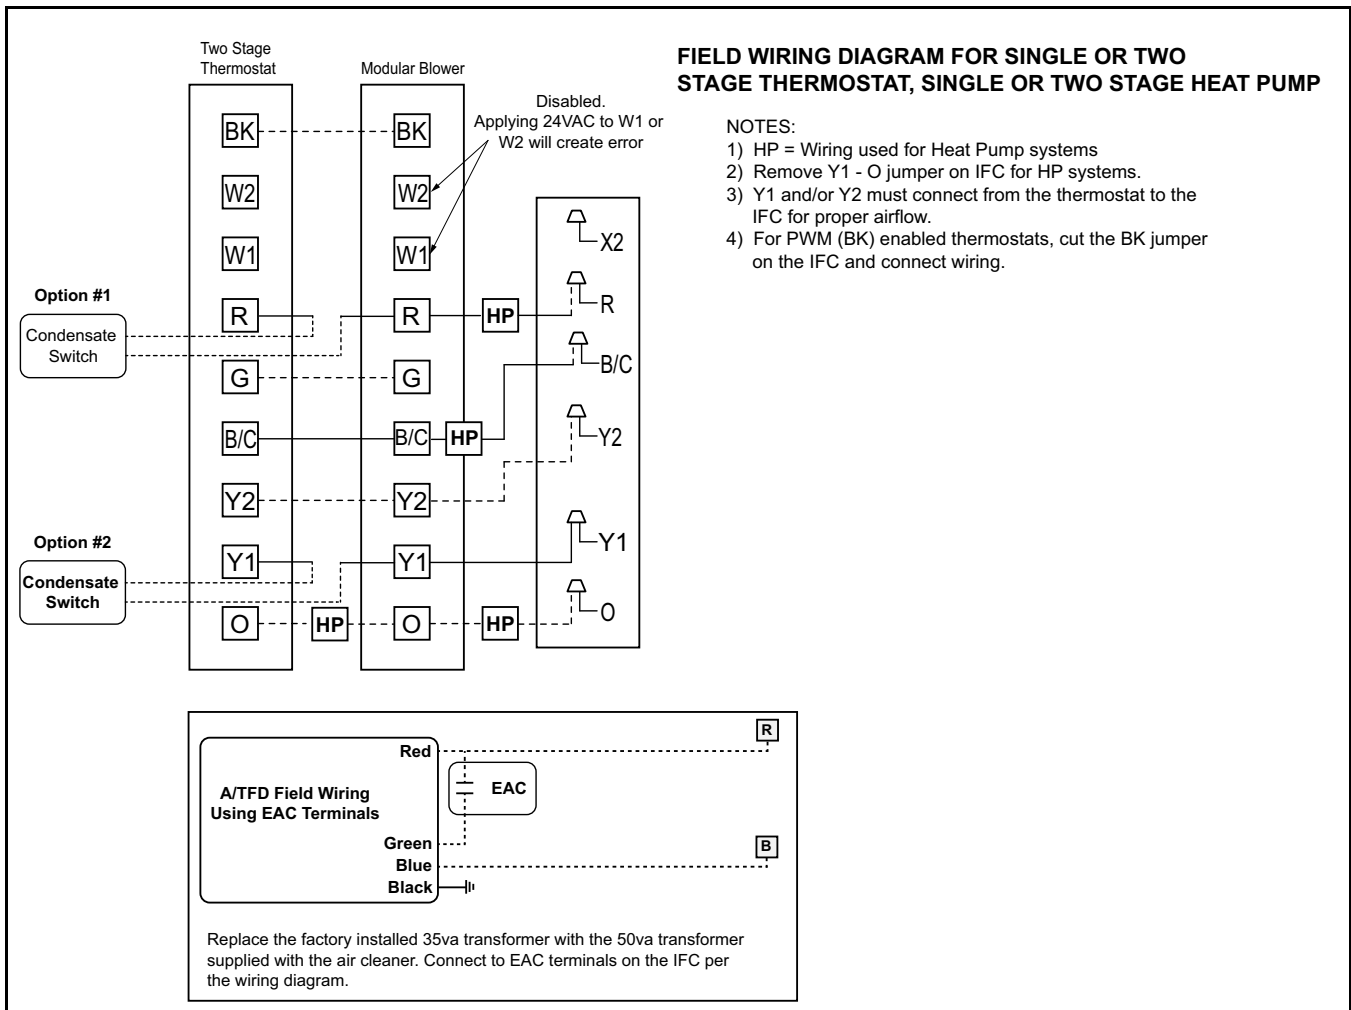 Two Stage
Thermostat
Modular Blower
FIELD WIRING DIAGRAM FOR SINGLE OR TWO
STAGE THERMOSTAT, SINGLE OR TWO STAGE HEAT PUMP
NOTES:
1) HP = Wiring used for Heat Pump systems
2) Remove Y1 - O jumper on IFC for HP systems.
3) Y1 and/or Y2 must connect from the thermostat to the
IFC for proper airflow.
4) For PWM (BK) enabled thermostats, cut the BK jumper
on the IFC and connect wiring.
Disabled.
Applying 24VAC to W1 or
W2 will create error
BK
BK
W2
W2
W1
W1
X2
Option #1
Condensate
Switch
R
R
HP
R
G
G
B/C
B/C
B/C
HP
Y2
Y2
Y2
Option #2
Condensate
Switch
Y1
Y1
Y1
O
HP
O
HP
O
A/TFD Field Wiring
Using EAC Terminals
Red
Green
Blue
Black
EAC
R
B
Replace the factory installed 35va transformer with the 50va transformer
supplied with the air cleaner. Connect to EAC terminals on the IFC per
the wiring diagram.